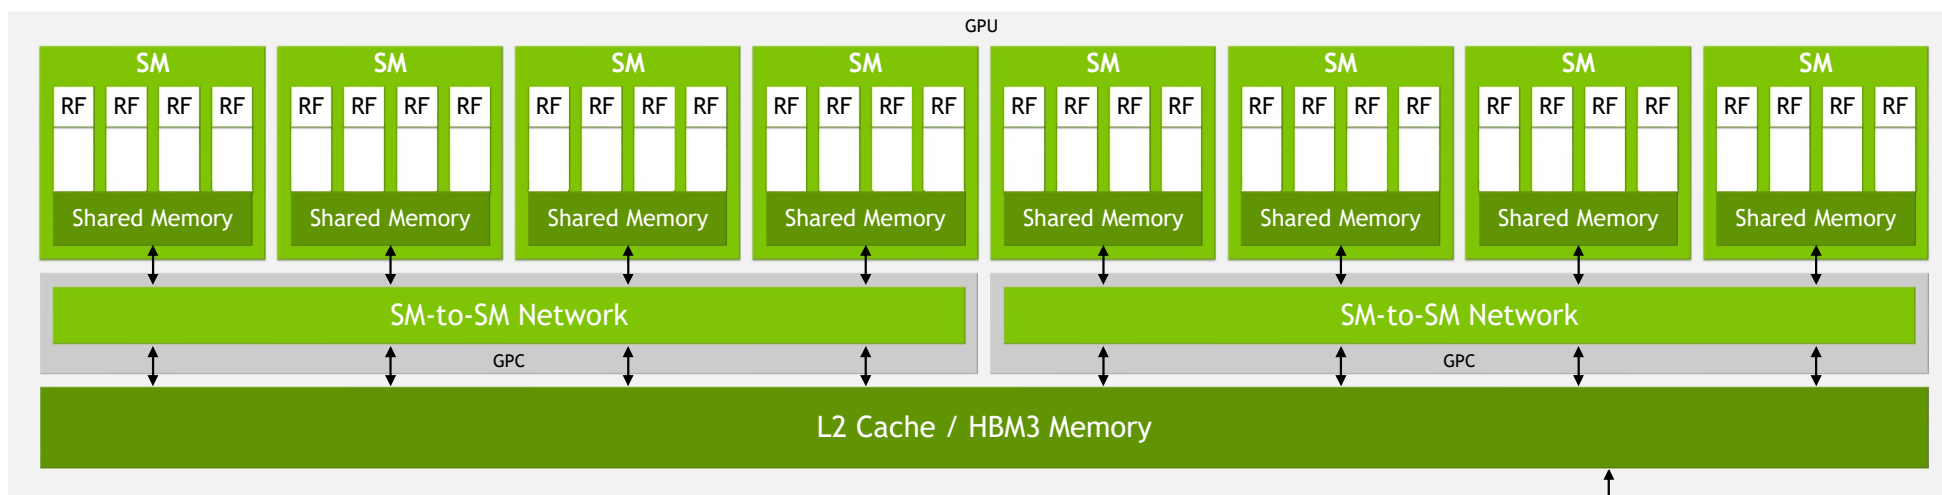 GPU
SM SM SM SM SM SM SM SM
RF RF RF RF RF RF RF RF RF RF RF RF RF RF RF RF RF RF RF RF RF RF RF RF RF RF RF RF RF RF RF RF
Shared Memory Shared Memory Shared Memory Shared Memory Shared Memory Shared Memory Shared Memory Shared Memory
SM-to-SM Network SM-to-SM Network
GPC GPC
L2 Cache / HBM3 Memory